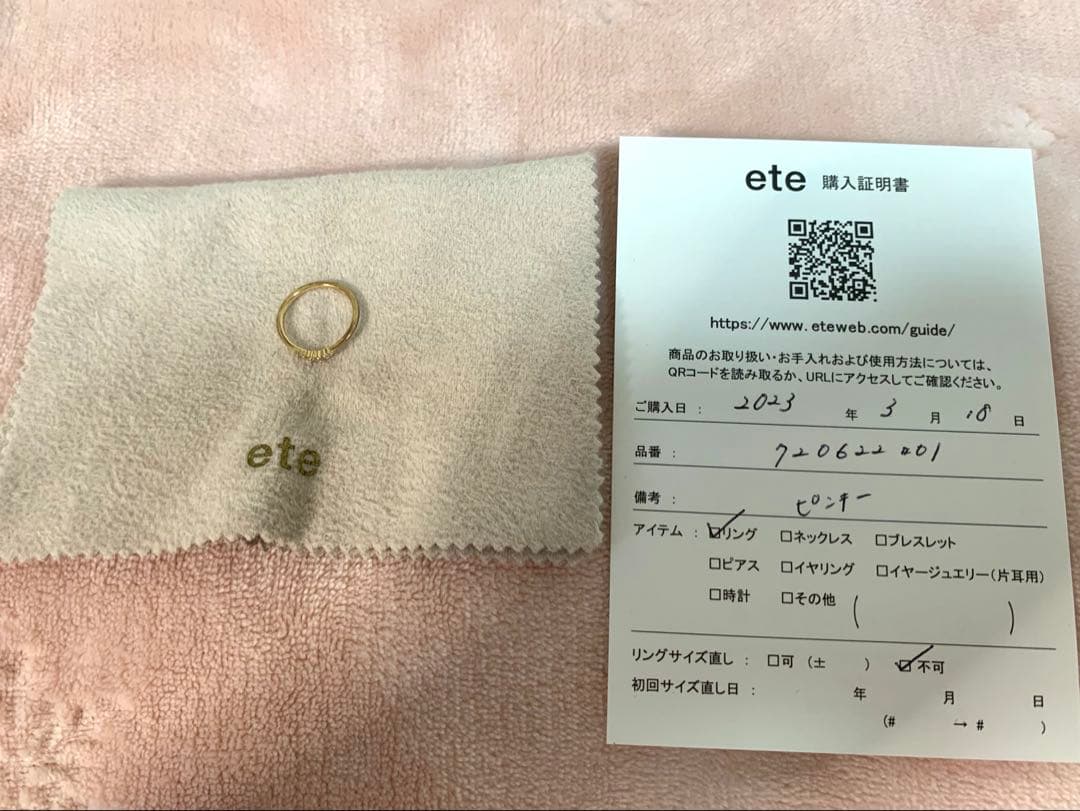 ete
ete 購入証明書
https://www.eteweb.com/guide/
商品のお取り扱い・お手入れおよび使用方法については、
QRコードを読み取るか、URLにアクセスしてご確認ください。
ご購入日 : 2023 年 3 月 18 日
品番 : 720622401
備考 : ピンキー
アイテム : ☑リング □ネックレス □ブレスレット
□ピアス □イヤリング □イヤージュエリー(片耳用)
□時計 □その他 ( )
リングサイズ直し : □可 (± ) ☑不可
初回サイズ直し日 : 年 月 日
(# → # )